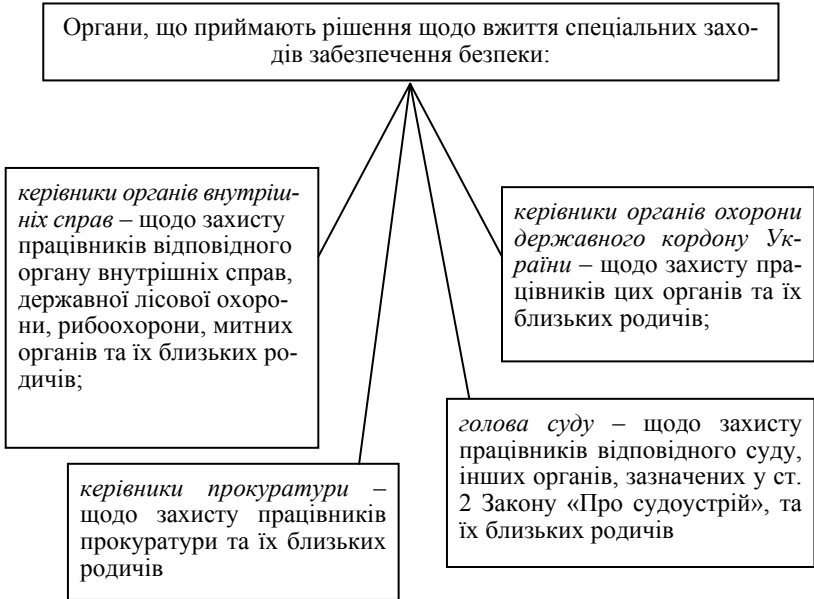 Органи, що приймають рішення щодо вжиття спеціальних захо-
дів забезпечення безпеки:
керівники органів внутріш-
ніх справ – щодо захисту
працівників відповідного
органу внутрішніх справ,
державної лісової охоро-
ни, рибоохорони, митних
органів та їх близьких ро-
дичів;
керівники органів охорони
державного кордону Ук-
раїни – щодо захисту пра-
цівників цих органів та їх
близьких родичів;
керівники прокуратури –
щодо захисту працівників
прокуратури та їх близьких
родичів
голова суду – щодо захисту
працівників відповідного суду,
інших органів, зазначених у ст.
2 Закону «Про судоустрій», та
їх близьких родичів